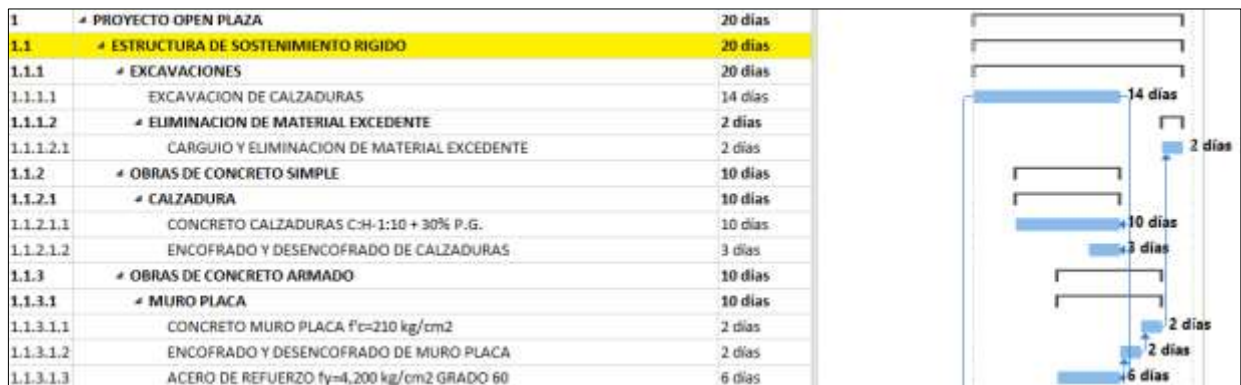 1 PROYECTO OPEN PLAZA 20 días
1.1 ESTRUCTURA DE SOSTENIMIENTO RIGIDO 20 días
1.1.1 EXCAVACIONES 20 días
1.1.1.1 EXCAVACION DE CALZADURAS 14 días 14 días
1.1.1.2 ELIMINACION DE MATERIAL EXCEDENTE 2 días
1.1.1.2.1 CARGUIO Y ELIMINACION DE MATERIAL EXCEDENTE 2 días 2 días
1.1.2 OBRAS DE CONCRETO SIMPLE 10 días
1.1.2.1 CALZADURA 10 días
1.1.2.1.1 CONCRETO CALZADURAS C:H-1:10 + 30% P.G. 10 días 10 días
1.1.2.1.2 ENCOFRADO Y DESENCOFRADO DE CALZADURAS 3 días 3 días
1.1.3 OBRAS DE CONCRETO ARMADO 10 días
1.1.3.1 MURO PLACA 10 días
1.1.3.1.1 CONCRETO MURO PLACA f'c=210 kg/cm2 2 días 2 días
1.1.3.1.2 ENCOFRADO Y DESENCOFRADO DE MURO PLACA 2 días 2 días
1.1.3.1.3 ACERO DE REFUERZO fy=4,200 kg/cm2 GRADO 60 6 días 6 días